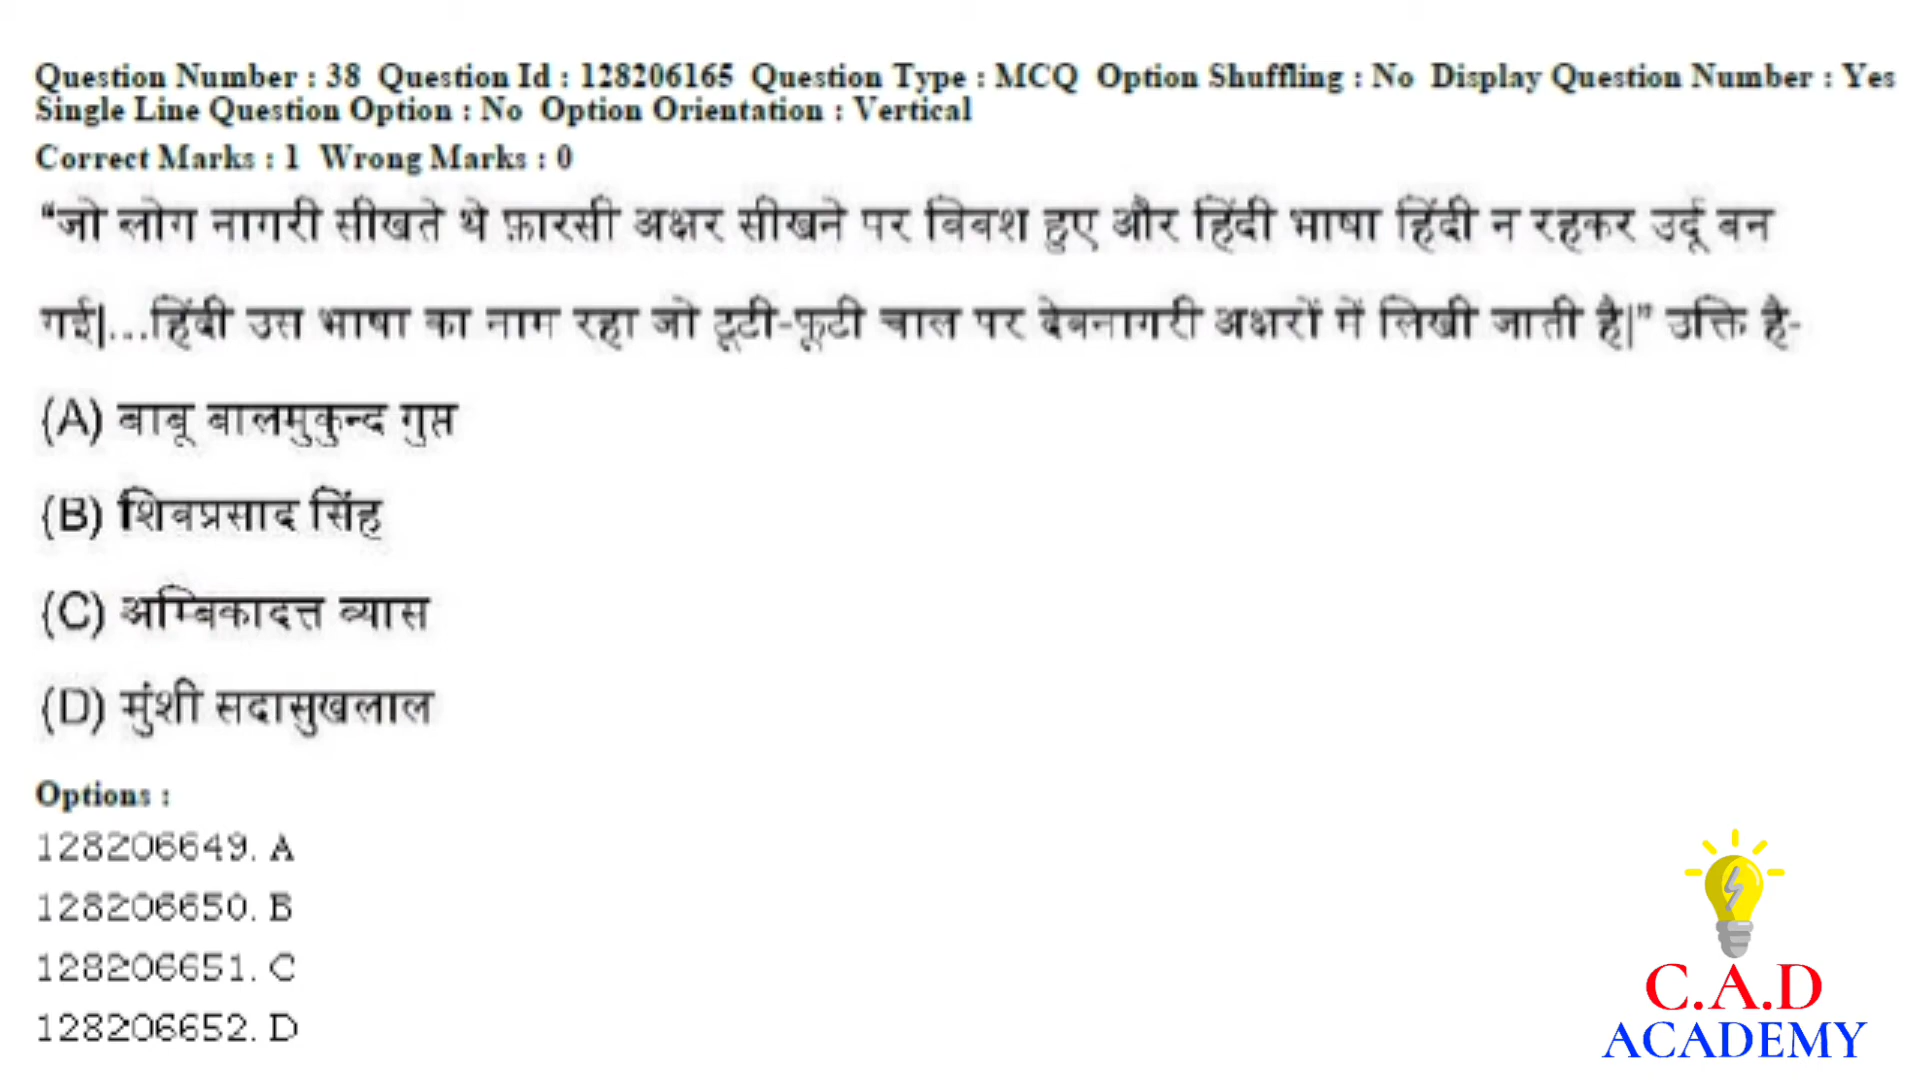 Question Number : 38 Question Id : 128206165 Question Type : MCQ Option Shuffling : No Display Question Number : Yes
Single Line Question Option : No Option Orientation : Vertical
Correct Marks : 1 Wrong Marks : 0
“जो लोग नागरी सीखते थे फ़ारसी अक्षर सीखने पर विवश हुए और हिंदी भाषा हिंदी न रहकर उर्दू बन
गई|...हिंदी उस भाषा का नाम रहा जो टूटी-फूटी चाल पर देवनागरी अक्षरों में लिखी जाती है|” उक्ति है-
(A) बाबू बालमुकुन्द गुप्त
(B) शिवप्रसाद सिंह
(C) अम्बिकादत्त व्यास
(D) मुंशी सदासुखलाल
Options :
128206649. A
128206650. B
128206651. C
128206652. D
C.A.D
ACADEMY